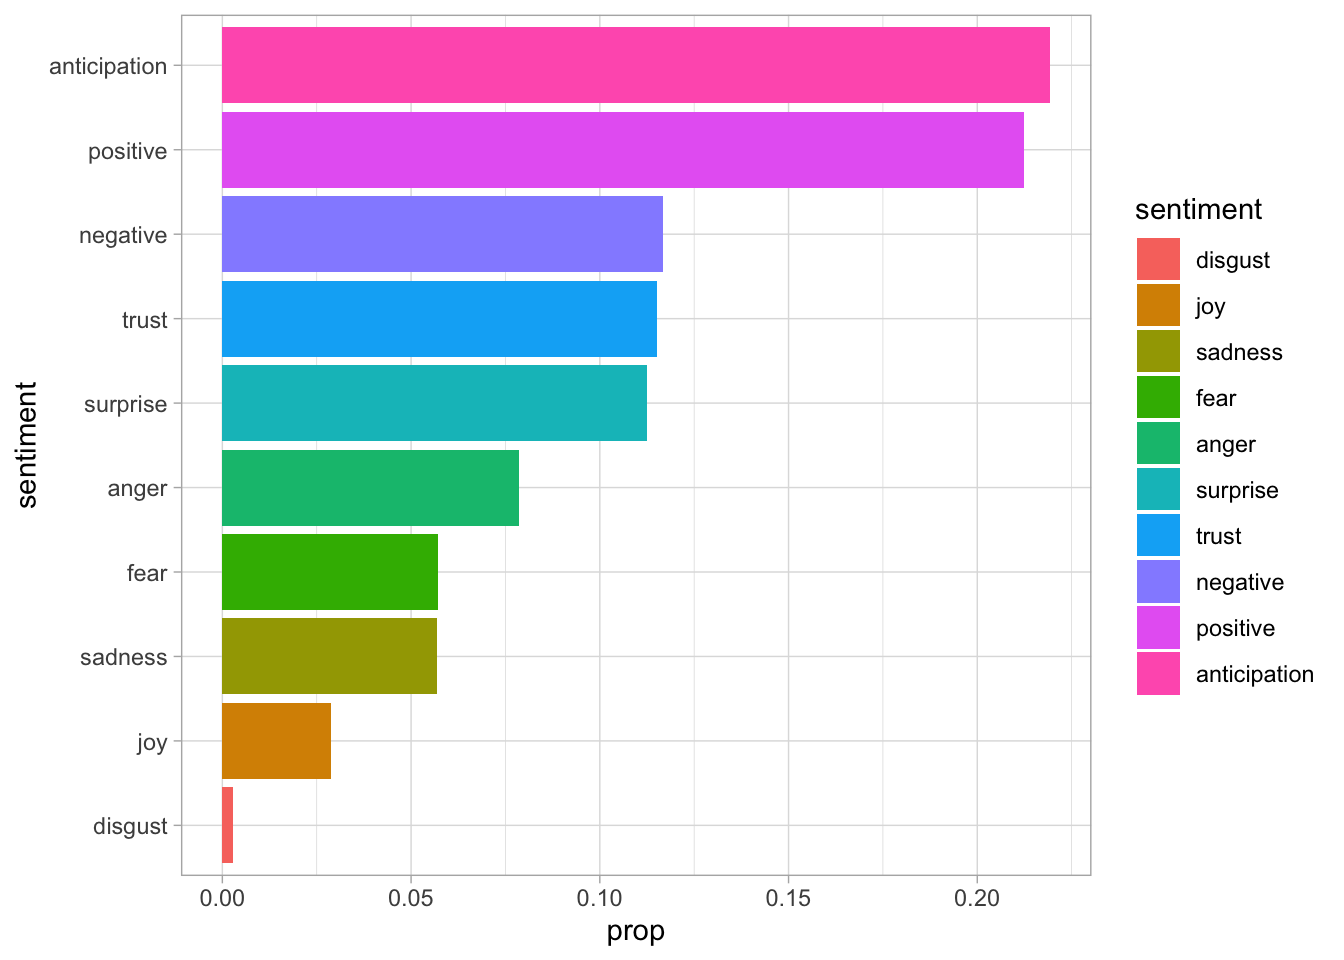 anticipation
positive
negative
trust
surprise
anger
fear
sadness
joy
disgust
sentiment
0.00 0.05 0.10 0.15 0.20
prop
sentiment
disgust
joy
sadness
fear
anger
surprise
trust
negative
positive
anticipation